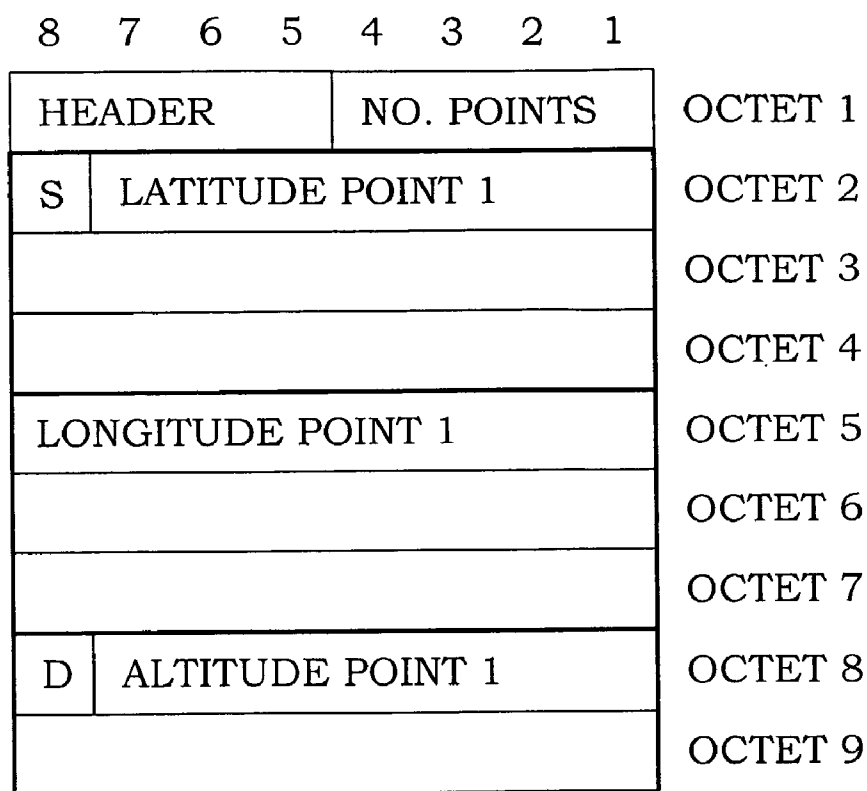 8 7 6 5 4 3 2 1
HEADER NO. POINTS OCTET 1
S LATITUDE POINT 1 OCTET 2
OCTET 3
OCTET 4
LONGITUDE POINT 1 OCTET 5
OCTET 6
OCTET 7
D ALTITUDE POINT 1 OCTET 8
OCTET 9